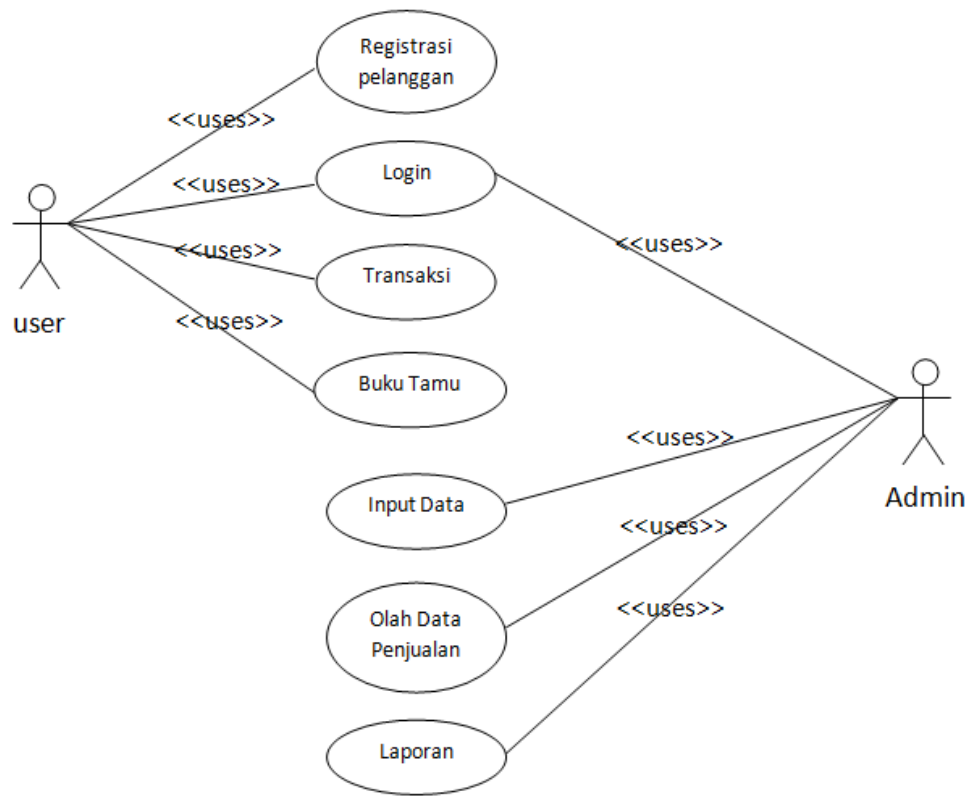 Registrasi
pelanggan
<<uses>>
Login
<<uses>>
<<uses>>
Transaksi
<<uses>>
user
<<uses>>
Buku Tamu
<<uses>>
Admin
Input Data
<<uses>>
Olah Data
Penjualan
<<uses>>
Laporan